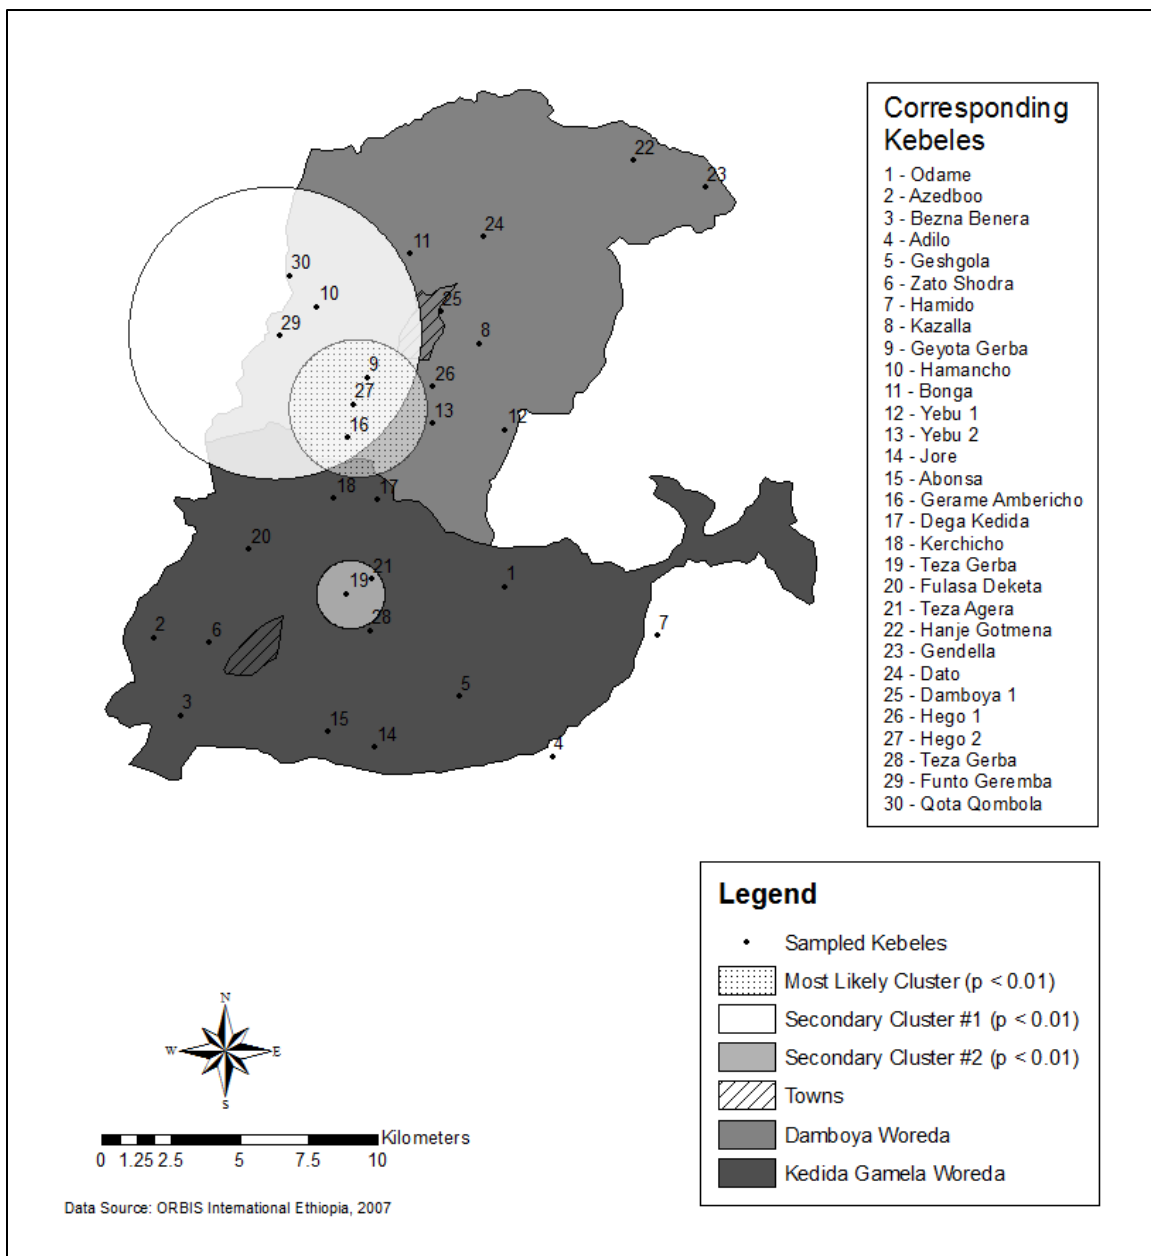 22
23
24
11
30
10
25
29
8
9
26
27
13
12
16
18
17
20
21
19
1
28
2
6
7
5
3
15
14
4
Corresponding
Kebeles
1 - Odame
2 - Azedboo
3 - Bezna Benera
4 - Adilo
5 - Geshgola
6 - Zato Shodra
7 - Hamido
8 - Kazalla
9 - Geyota Gerba
10 - Hamancho
11 - Bonga
12 - Yebu 1
13 - Yebu 2
14 - Jore
15 - Abonsa
16 - Gerame Ambericho
17 - Dega Kedida
18 - Kerchicho
19 - Teza Gerba
20 - Fulasa Deketa
21 - Teza Agera
22 - Hanje Gotmena
23 - Gendella
24 - Dato
25 - Damboya 1
26 - Hego 1
27 - Hego 2
28 - Teza Gerba
29 - Funto Geremba
30 - Qota Qombola
Legend
Sampled Kebeles
Most Likely Cluster (p < 0.01)
Secondary Cluster #1 (p < 0.01)
Secondary Cluster #2 (p < 0.01)
Towns
Damboya Woreda
Kedida Gamela Woreda
N
W E
S
Kilometers
0 1.25 2.5 5 7.5 10
Data Source: ORBIS International Ethiopia, 2007